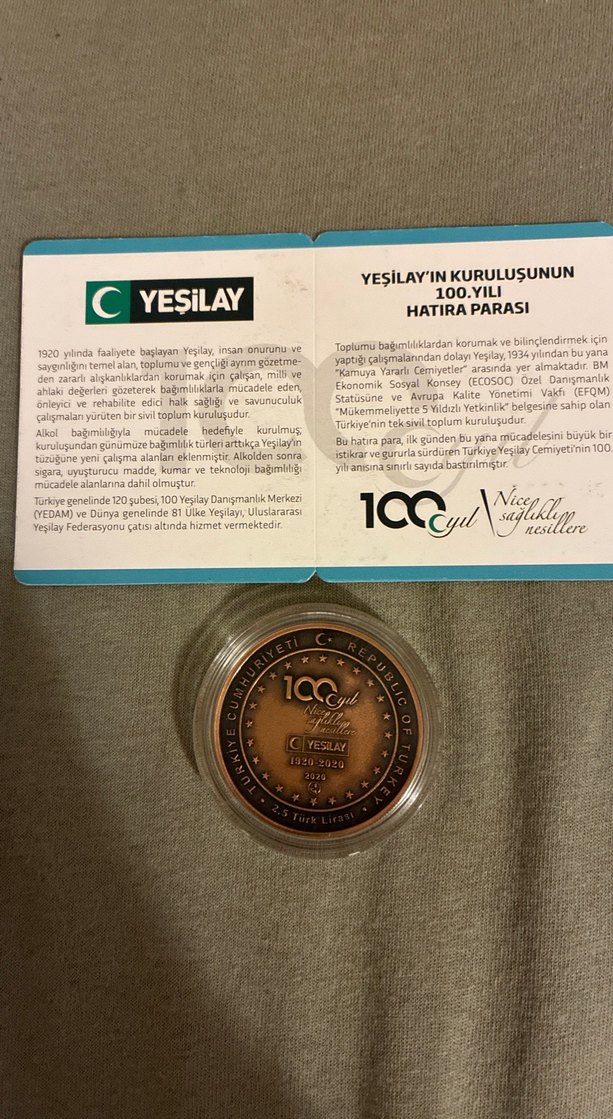 YEŞİLAY
1920 yılında faaliyete başlayan Yeşilay, insan onurunu ve
saygınlığını temel alan, toplumu ve gençliği ayrım gözetme-
den zararlı alışkanlıklardan korumak için çalışan, milli ve
ahlaki değerleri gözeterek bağımlılıklarla mücadele eden,
önleyici ve rehabilite edici halk sağlığı ve savunuculuk
çalışmaları yürüten bir sivil toplum kuruluşudur.
Alkol bağımlılığıyla mücadele hedefiyle kurulmuş;
kuruluşundan günümüze bağımlılık türleri arttıkça Yeşilay'ın
tüzüğüne yeni çalışma alanları eklenmiştir. Alkolden sonra
sigara, uyuşturucu madde, kumar ve teknoloji bağımlılığı
mücadele alanlarına dahil olmuştur.
Türkiye genelinde 120 şubesi, 100 Yeşilay Danışmanlık Merkezi
(YEDAM) ve Dünya genelinde 81 Ülke Yeşilayı, Uluslararası
Yeşilay Federasyonu çatısı altında hizmet vermektedir.
YEŞİLAY'IN KURULUŞUNUN
100.YILI
HATIRA PARASI
Toplumu bağımlılıklardan korumak ve bilinçlendirmek için
yaptığı çalışmalarından dolayı Yeşilay, 1934 yılından bu yana
"Kamuya Yararlı Cemiyetler" arasında yer almaktadır. BM
Ekonomik Sosyal Konsey (ECOSOC) Özel Danışmanlık
Statüsüne ve Avrupa Kalite Yönetimi Vakfı (EFQM)
"Mükemmeliyette 5 Yıldızlı Yetkinlik" belgesine sahip olan
Türkiye'nin tek sivil toplum kuruluşudur.
Bu hatıra para, ilk günden bu yana mücadelesini büyük bir
istikrar ve gururla sürdüren Türkiye Yeşilay Cemiyeti'nin 100.
yılı anısına sınırlı sayıda bastırılmıştır.
100 yıl
Nice
sağlıklı
nesillere
TÜRKİYE CUMHURİYETİ REPUBLIC OF TURKEY
100 yıl
Nice
sağlıklı
nesillere
YEŞİLAY
1920-2020
2020
2,5 Türk Lirası